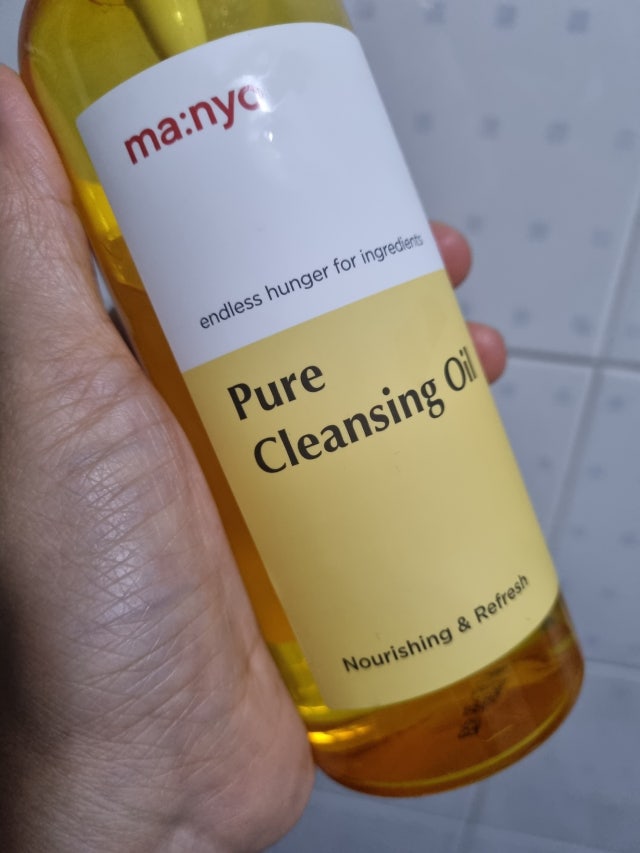 ma:nyo
endless hunger for ingredients
Pure
Cleansing Oil
Nourishing & Refresh